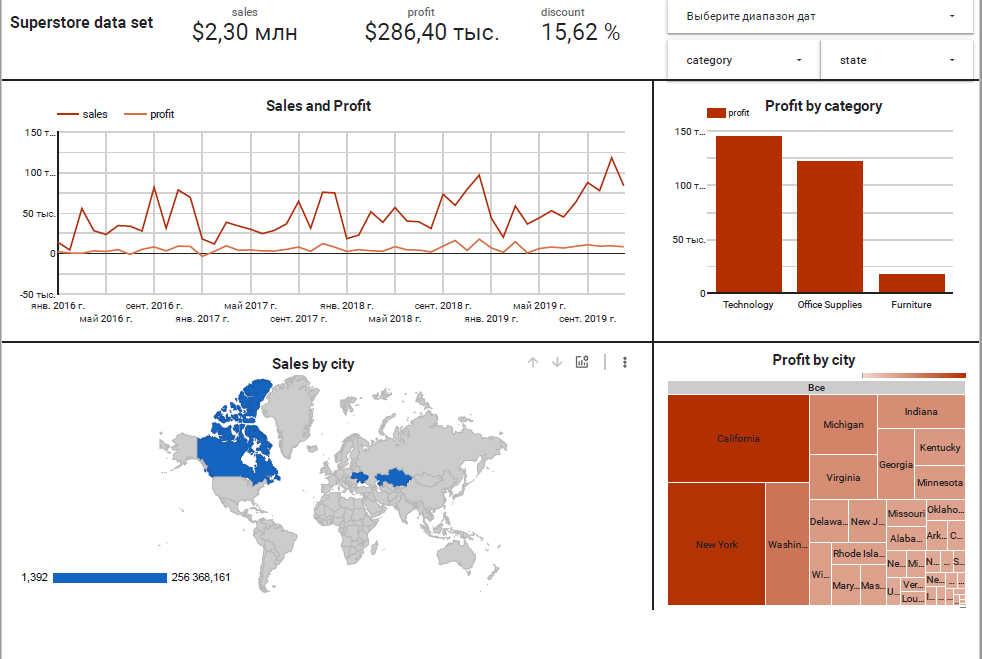 Superstore data set
sales
$2,30 млн
profit
$286,40 тыс.
discount
15,62 %
Выберите диапазон дат
category
state
Sales and Profit
sales
profit
150 т...
100 т...
50 тыс.
0
-50 тыс.
янв. 2016 г.
май 2016 г.
сент. 2016 г.
янв. 2017 г.
май 2017 г.
сент. 2017 г.
янв. 2018 г.
май 2018 г.
сент. 2018 г.
янв. 2019 г.
май 2019 г.
сент. 2019 г.
Profit by category
profit
150 т...
100 т...
50 тыс.
0
Technology
Office Supplies
Furniture
Sales by city
1,392
256 368,161
Profit by city
Все
California
New York
Washin...
Michigan
Virginia
Indiana
Georgia
Kentucky
Minnesota
Delawa...
New J...
Missouri
Oklaho...
Alaba...
Ark...
C...
Wi...
Rhode Isla...
Mary...
Mas...
Ne...
Mi...
N...
...
S...
U...
Ver...
Lou...
Ne...
...
...
I...
...
...